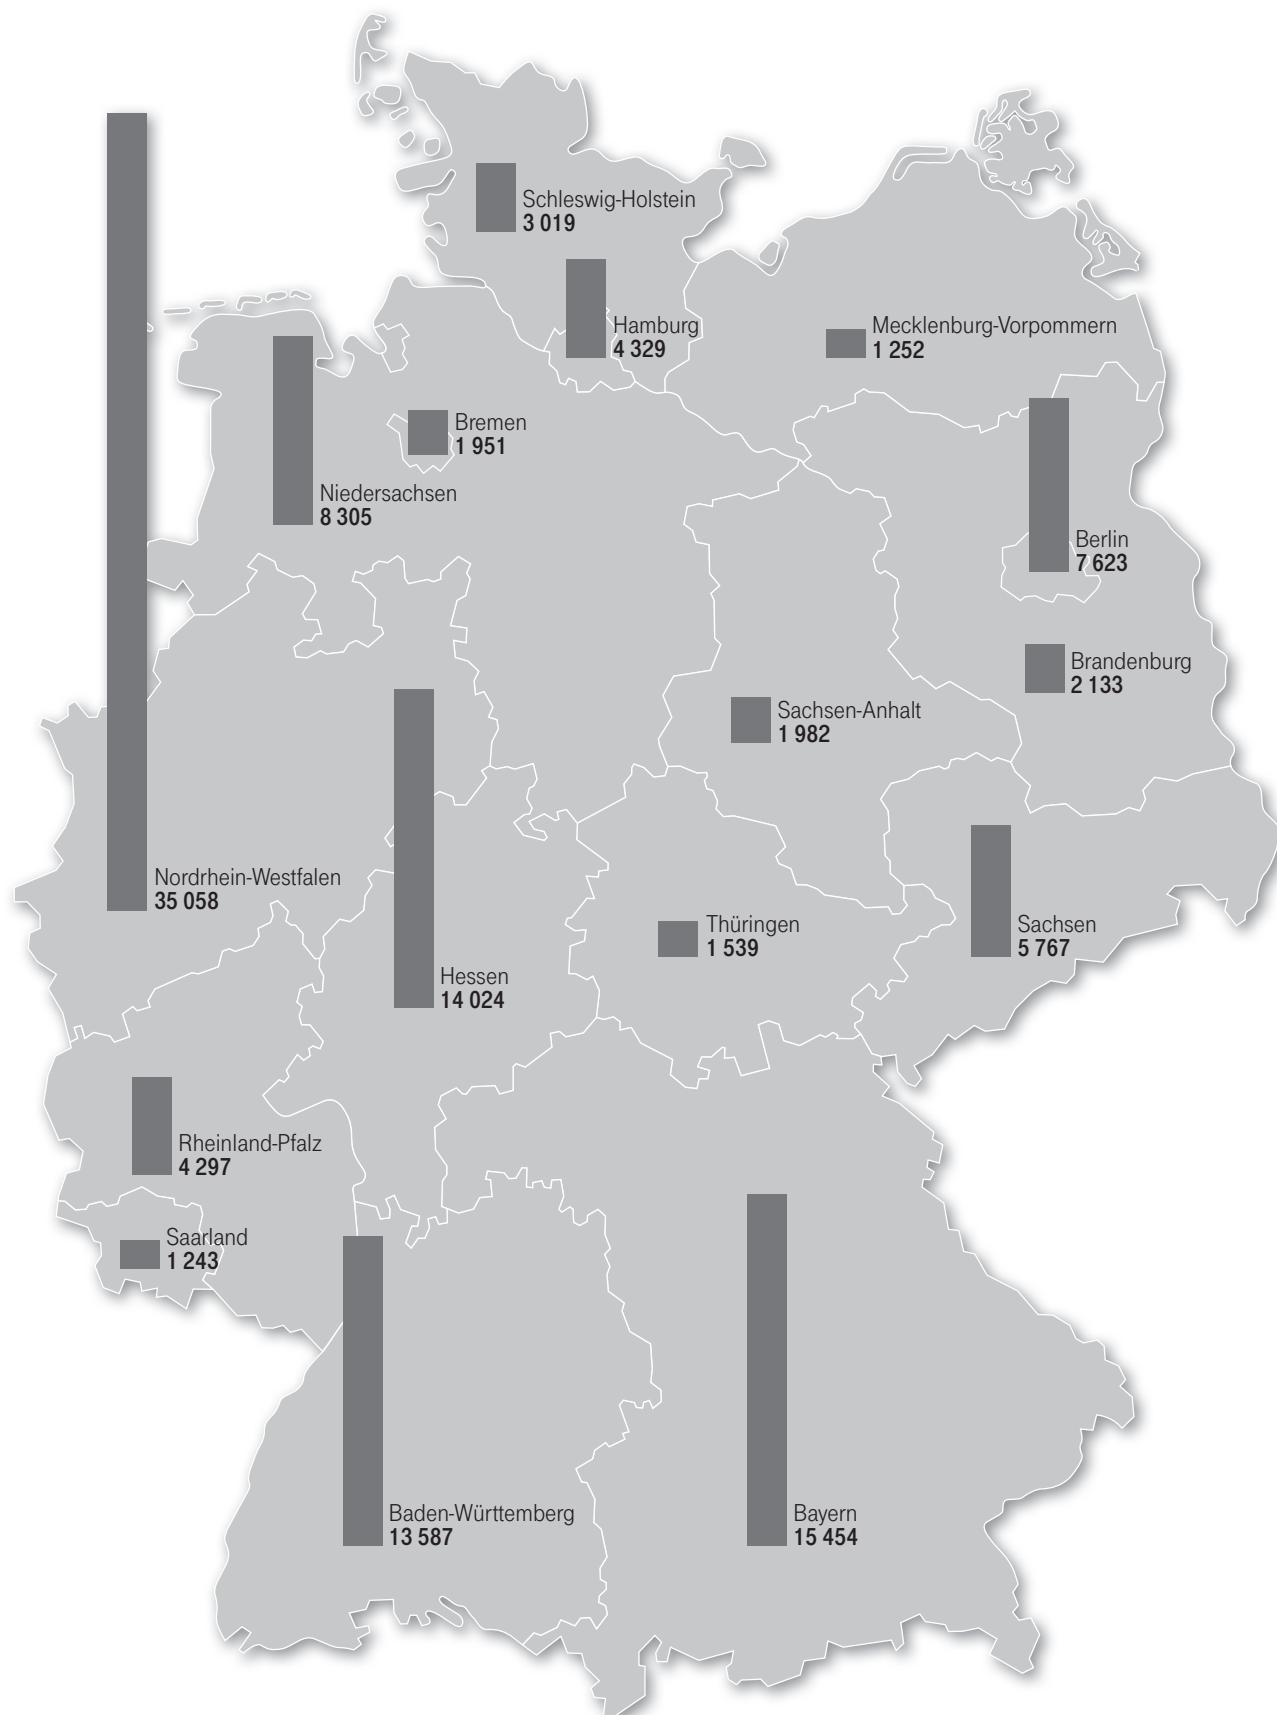 Schleswig-Holstein
3 019
Hamburg
4 329
Mecklenburg-Vorpommern
1 252
Bremen
1 951
Niedersachsen
8 305
Berlin
7 623
Brandenburg
2 133
Sachsen-Anhalt
1 982
Nordrhein-Westfalen
35 058
Thüringen
1 539
Sachsen
5 767
Hessen
14 024
Rheinland-Pfalz
4 297
Saarland
1 243
Baden-Württemberg
13 587
Bayern
15 454